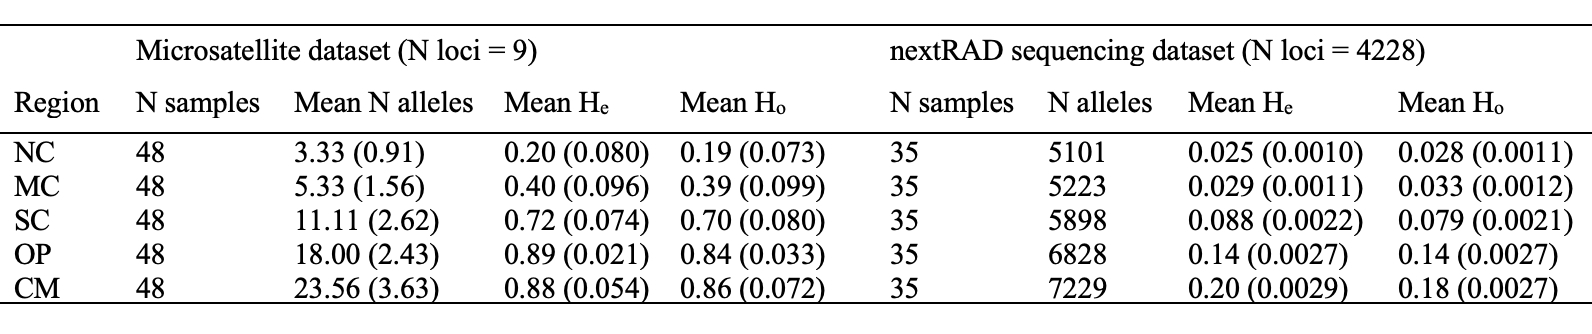 Microsatellite dataset (N loci = 9) nextRAD sequencing dataset (N loci = 4228)
Region N samples Mean N alleles Mean Hₑ Mean Hₒ N samples N alleles Mean Hₑ Mean Hₒ
NC 48 3.33 (0.91) 0.20 (0.080) 0.19 (0.073) 35 5101 0.025 (0.0010) 0.028 (0.0011)
MC 48 5.33 (1.56) 0.40 (0.096) 0.39 (0.099) 35 5223 0.029 (0.0011) 0.033 (0.0012)
SC 48 11.11 (2.62) 0.72 (0.074) 0.70 (0.080) 35 5898 0.088 (0.0022) 0.079 (0.0021)
OP 48 18.00 (2.43) 0.89 (0.021) 0.84 (0.033) 35 6828 0.14 (0.0027) 0.14 (0.0027)
CM 48 23.56 (3.63) 0.88 (0.054) 0.86 (0.072) 35 7229 0.20 (0.0029) 0.18 (0.0027)